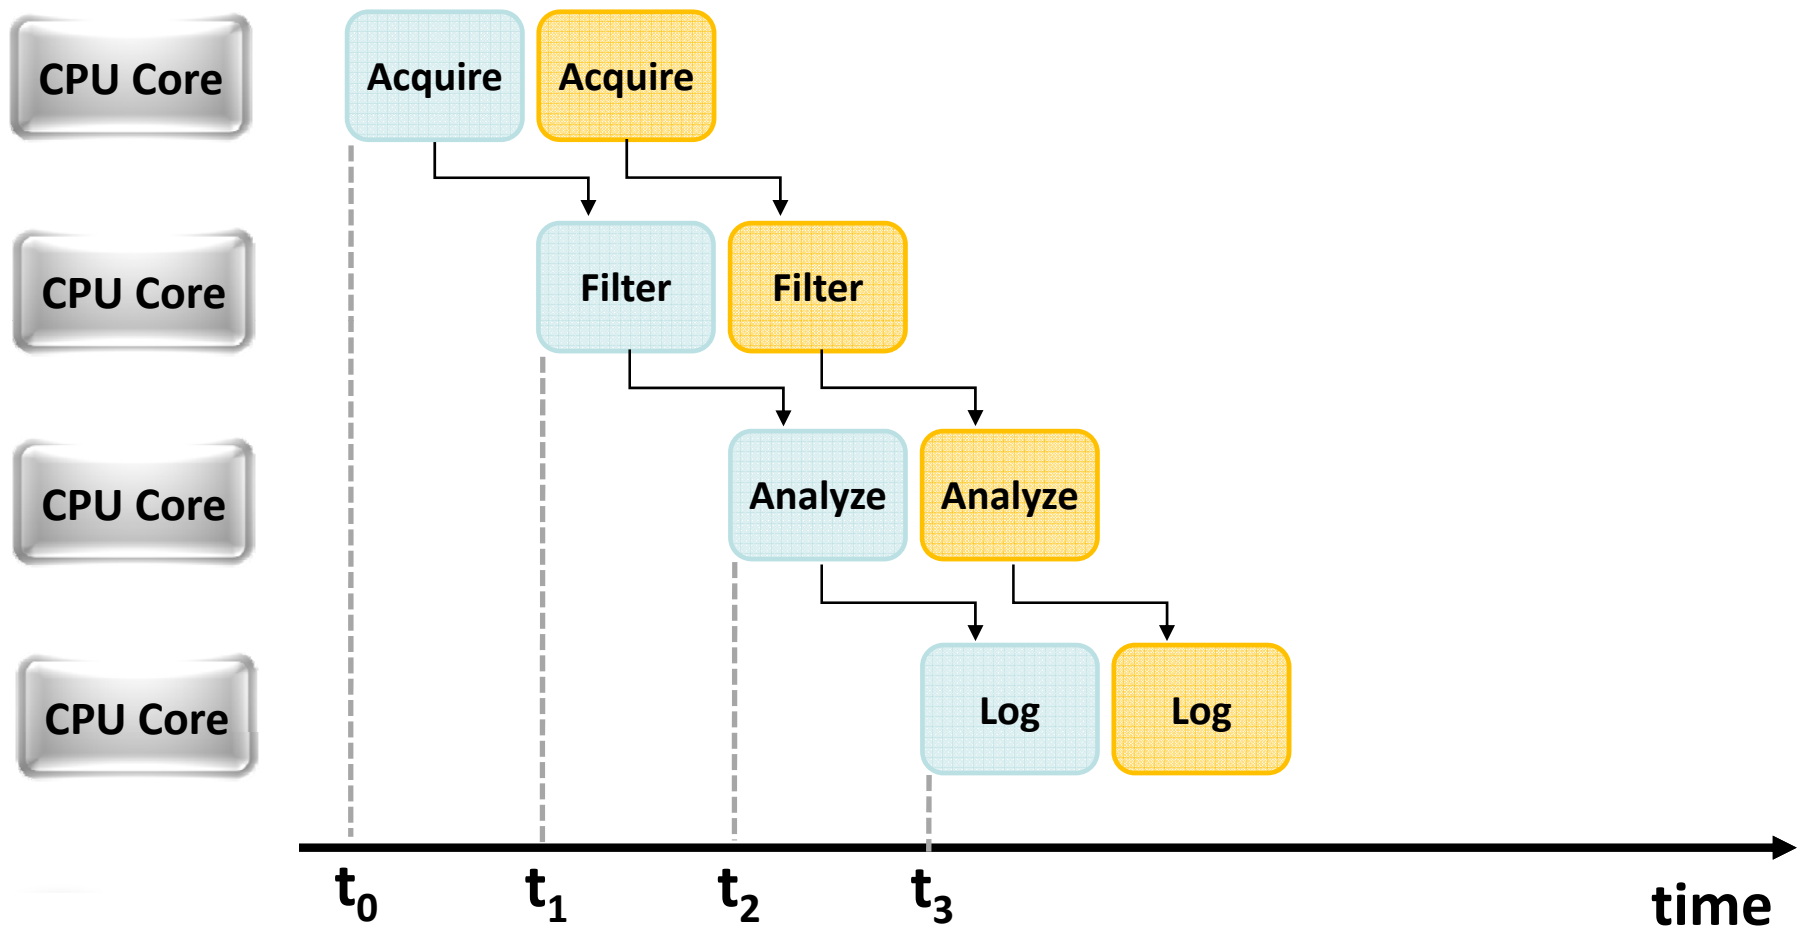 CPU Core Acquire Acquire
CPU Core Filter Filter
CPU Core Analyze Analyze
CPU Core Log Log
t0 t1 t2 t3 time